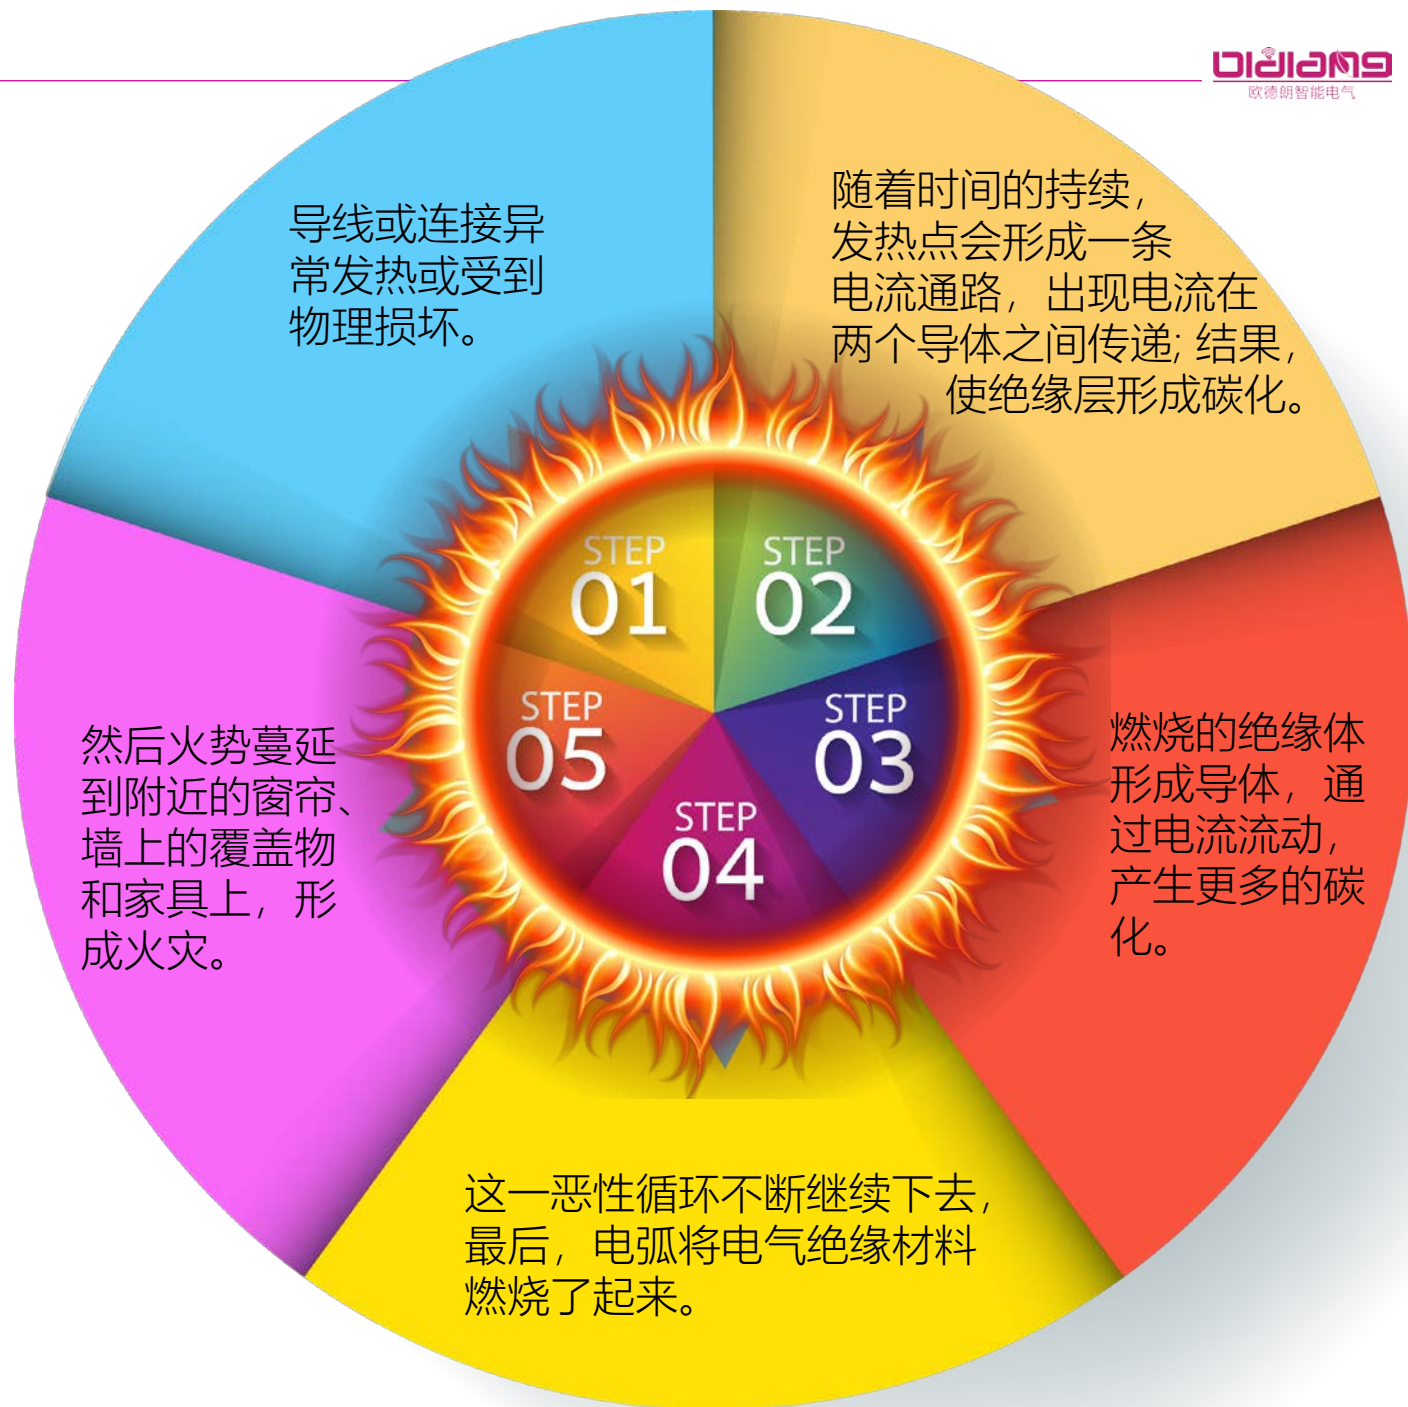 欧德朗智能电气
导线或连接异
常发热或受到
物理损坏。
随着时间的持续，
发热点会形成一条
电流通路，出现电流在
两个导体之间传递; 结果，
使绝缘层形成碳化。
STEP
01
STEP
02
STEP
03
STEP
04
STEP
05
燃烧的绝缘体
形成导体，通
过电流流动，
产生更多的碳
化。
这一恶性循环不断继续下去，
最后，电弧将电气绝缘材料
燃烧了起来。
然后火势蔓延
到附近的窗帘、
墙上的覆盖物
和家具上，形
成火灾。